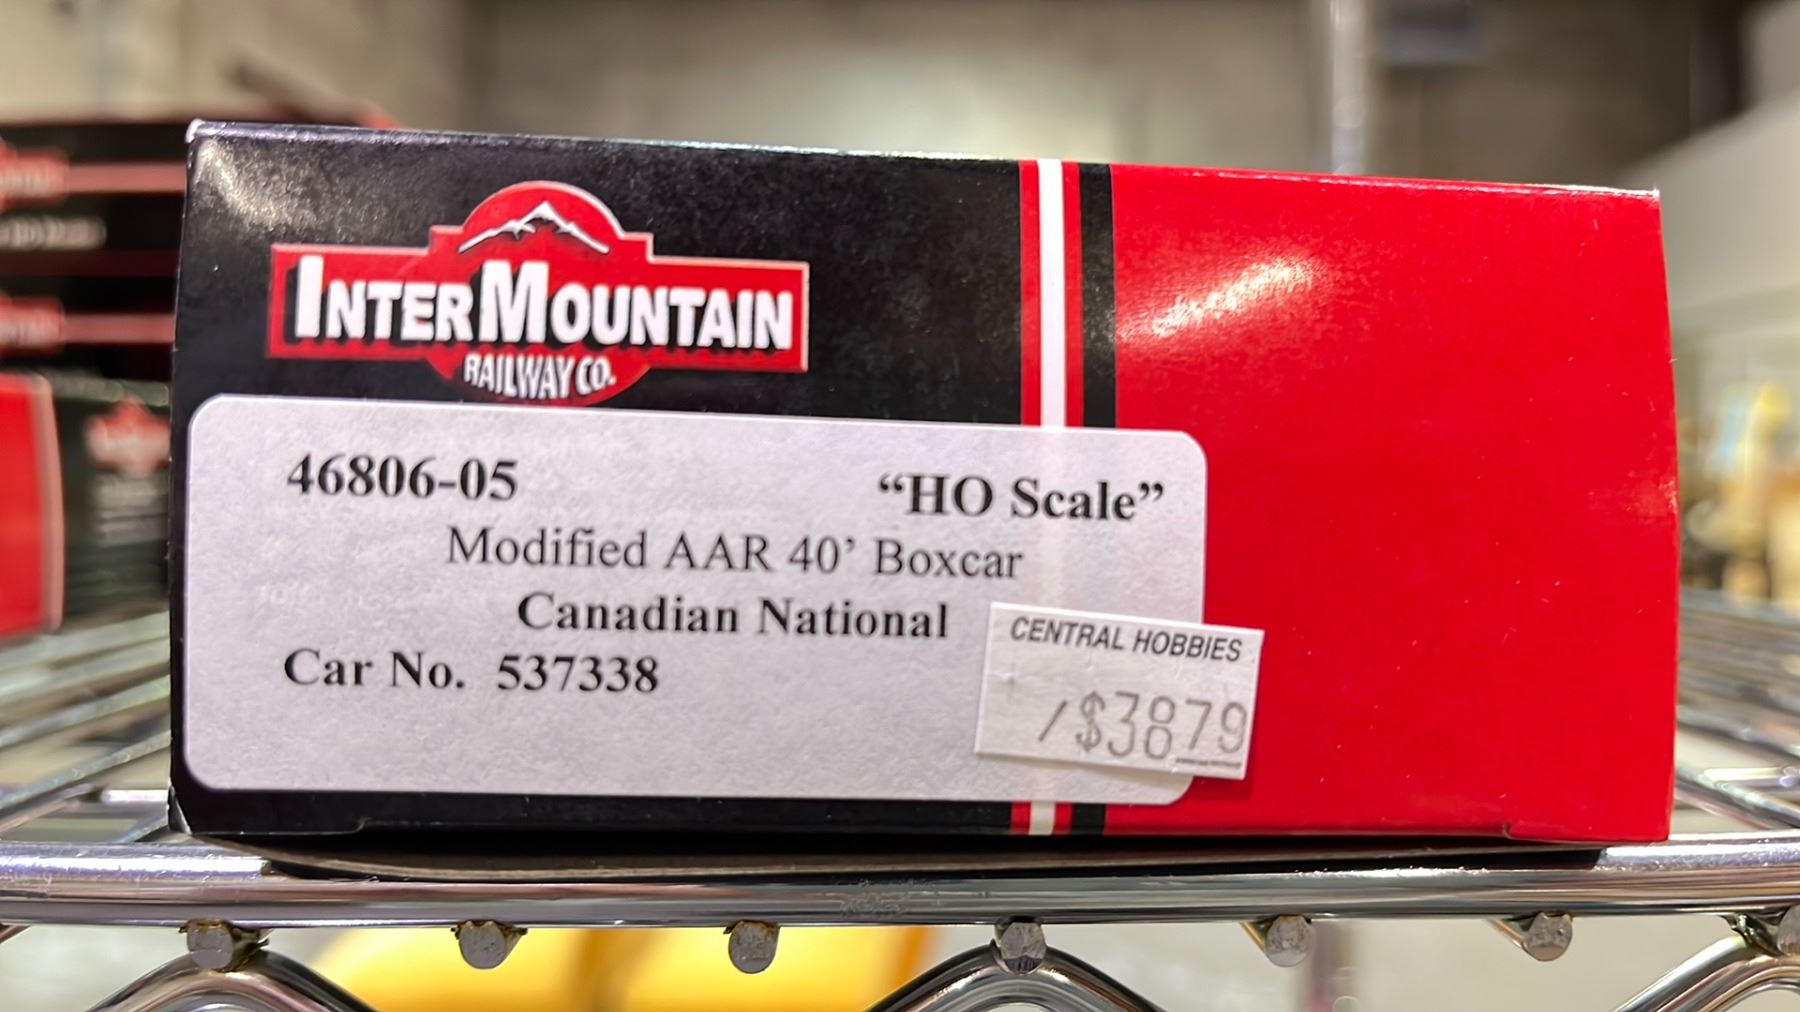 INTERMOUNTAIN
RAILWAY CO.
46806-05 “HO Scale”
Modified AAR 40’ Boxcar
Canadian National
Car No. 537338
CENTRAL HOBBIES
/$3879